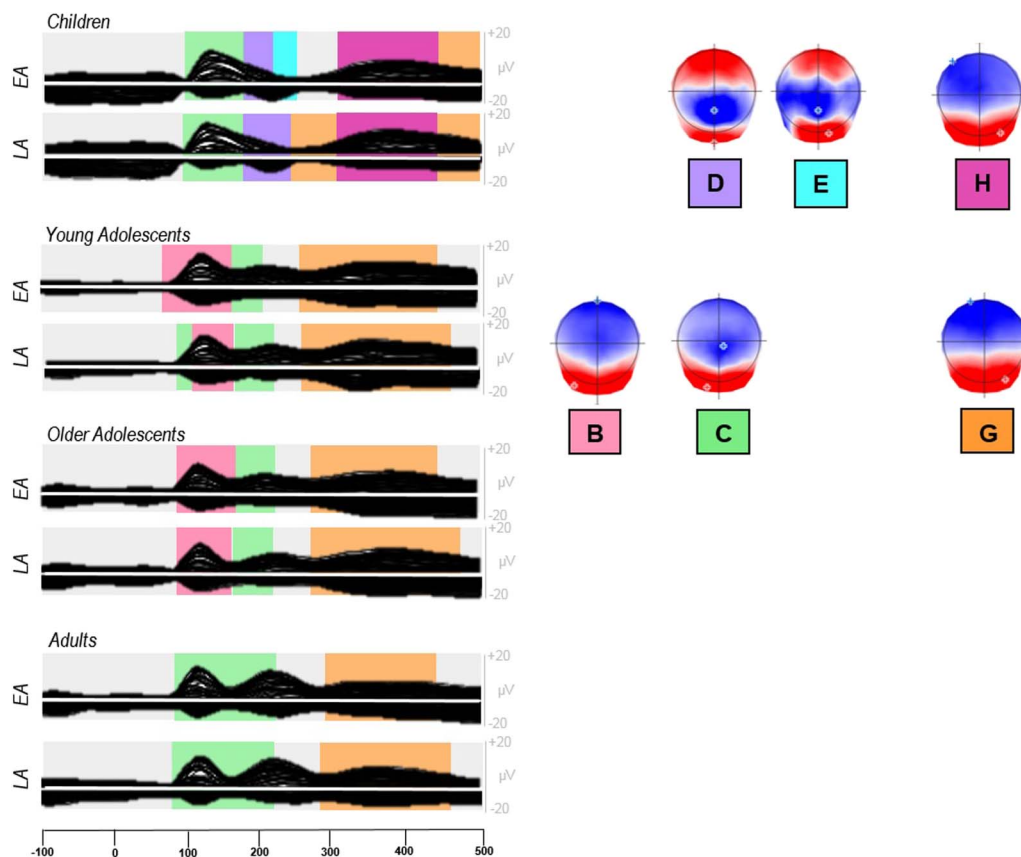 Children
EA
+20
µV
-20
LA
+20
µV
-20
D
E
H
Young Adolescents
EA
+20
µV
-20
LA
+20
µV
-20
B
C
G
Older Adolescents
EA
+20
µV
-20
LA
+20
µV
-20
Adults
EA
+20
µV
-20
LA
+20
µV
-20
-100 0 100 200 300 400 500